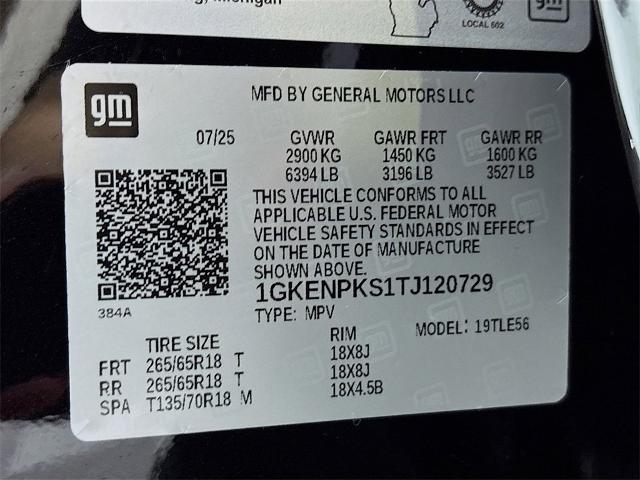 Michigan
LOCAL 602
gm
gm
MFD BY GENERAL MOTORS LLC
07/25 GVWR GAWR FRT GAWR RR
2900 KG 1450 KG 1600 KG
6394 LB 3196 LB 3527 LB
THIS VEHICLE CONFORMS TO ALL
APPLICABLE U.S. FEDERAL MOTOR
VEHICLE SAFETY STANDARDS IN EFFECT
ON THE DATE OF MANUFACTURE
SHOWN ABOVE.
1GKENPKS1TJ120729
384A
TYPE: MPV MODEL: 19TLE56
TIRE SIZE RIM
FRT 265/65R18 T 18X8J
RR 265/65R18 T 18X8J
SPA T135/70R18 M 18X4.5B